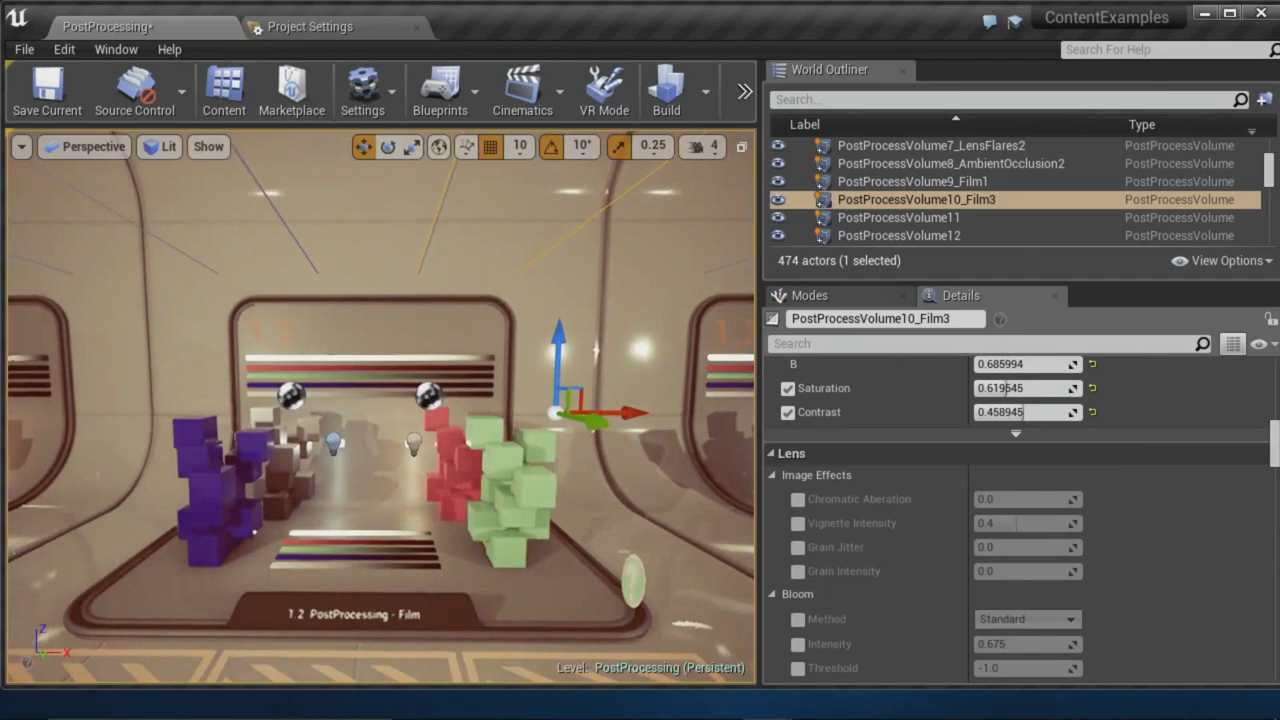 PostProcessing•
Project Settings
ContentExamples
File Edit Window Help
Search For Help
Save Current
Source Control
Content
Marketplace
Settings
Blueprints
Cinematics
VR Mode
Build
World Outliner
Search...
Label Type
PostProcessVolume7_LensFlares2 PostProcessVolume
PostProcessVolume8_AmbientOcclusion2 PostProcessVolume
PostProcessVolume9_Film1 PostProcessVolume
PostProcessVolume10_Film3 PostProcessVolume
PostProcessVolume11 PostProcessVolume
PostProcessVolume12 PostProcessVolume
474 actors (1 selected) View Options
Perspective Lit Show 10 10° 0.25 4
1.2 PostProcessing - Film
Z
X
Level: PostProcessing (Persistent)
Modes Details
PostProcessVolume10_Film3
Search
B 0.685994
Saturation 0.619545
Contrast 0.458945
Lens
Image Effects
Chromatic Aberration 0.0
Vignette Intensity 0.4
Grain Jitter 0.0
Grain Intensity 0.0
Bloom
Method Standard
Intensity 0.675
Threshold -1.0